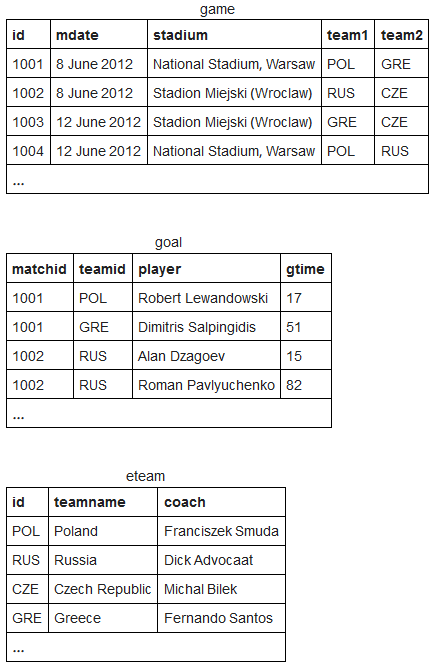 game
id mdate stadium team1 team2
1001 8 June 2012 National Stadium, Warsaw POL GRE
1002 8 June 2012 Stadion Miejski (Wroclaw) RUS CZE
1003 12 June 2012 Stadion Miejski (Wroclaw) GRE CZE
1004 12 June 2012 National Stadium, Warsaw POL RUS
...
goal
matchid teamid player gtime
1001 POL Robert Lewandowski 17
1001 GRE Dimitris Salpingidis 51
1002 RUS Alan Dzagoev 15
1002 RUS Roman Pavlyuchenko 82
...
eteam
id teamname coach
POL Poland Franciszek Smuda
RUS Russia Dick Advocaat
CZE Czech Republic Michal Bilek
GRE Greece Fernando Santos
...